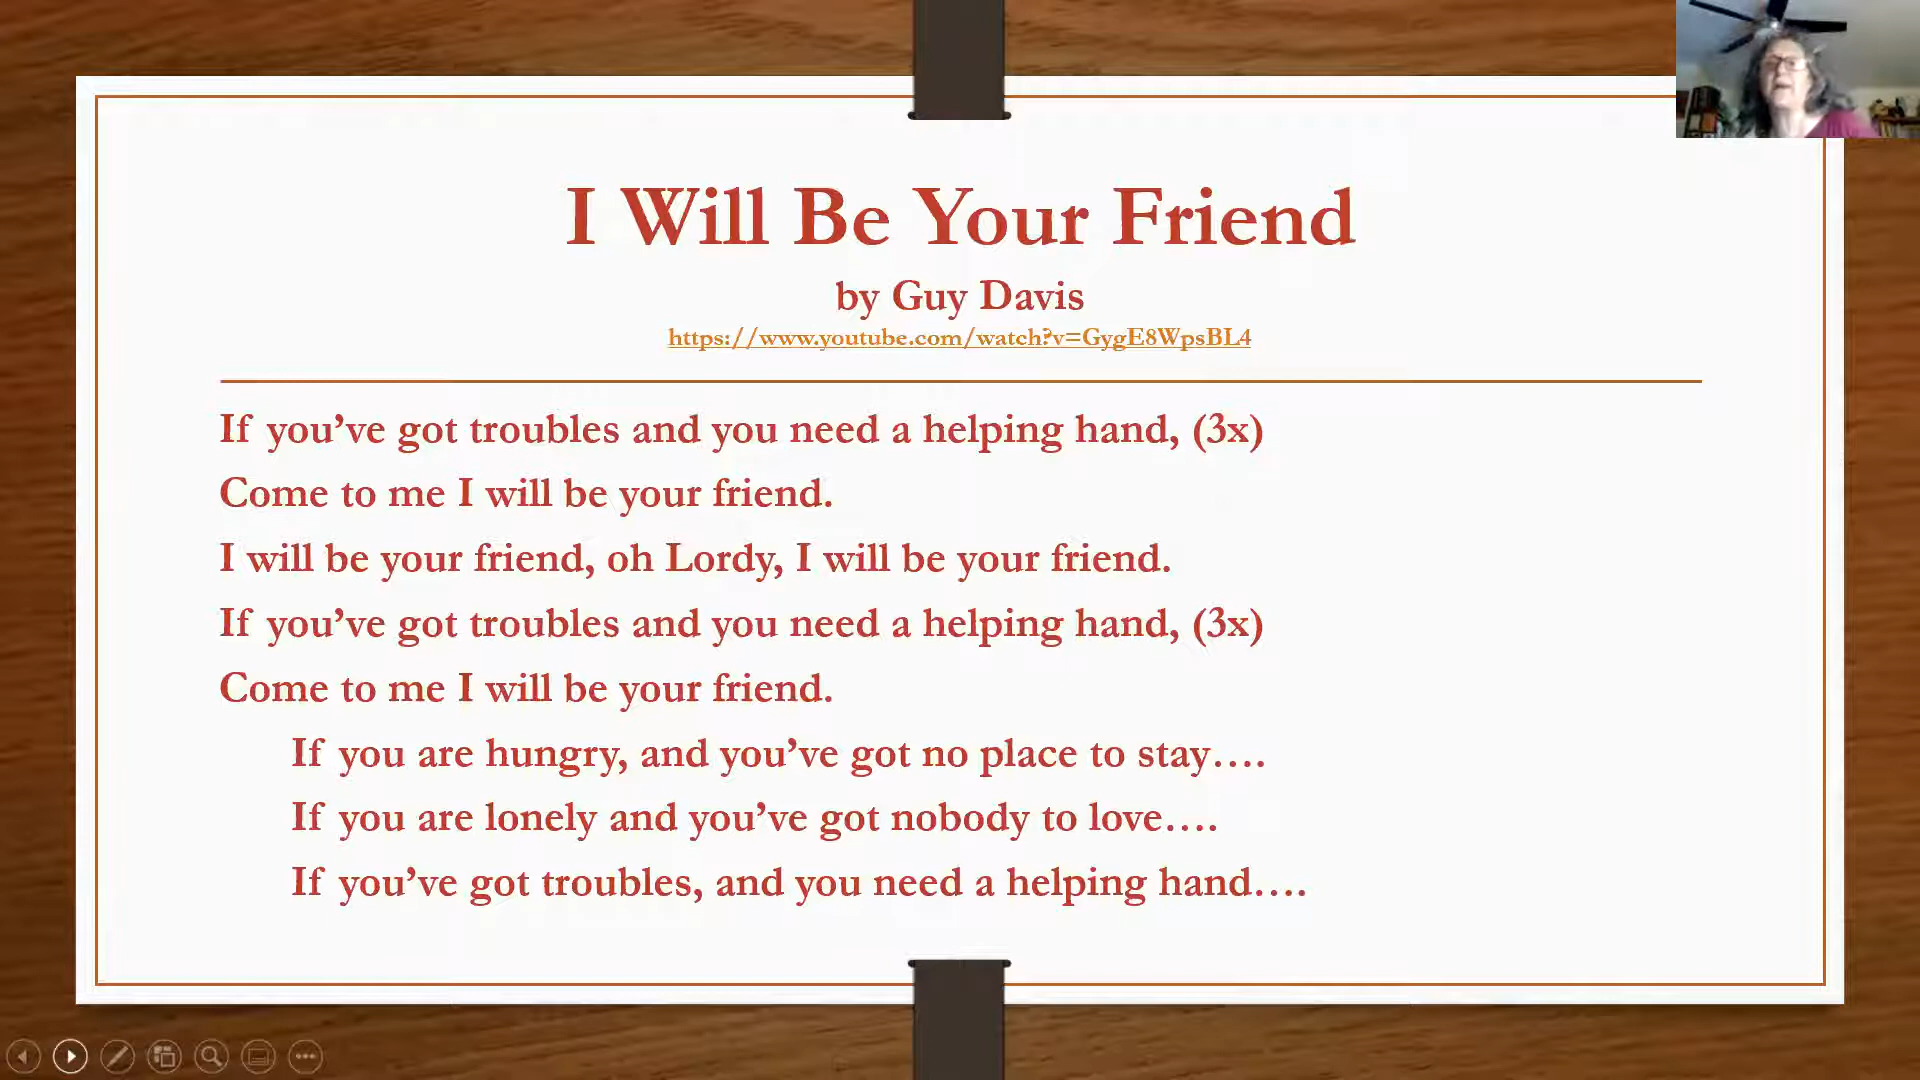 I Will Be Your Friend
by Guy Davis
https://www.youtube.com/watch?v=GygE8WpsBL4
If you’ve got troubles and you need a helping hand, (3x)
Come to me I will be your friend.
I will be your friend, oh Lordy, I will be your friend.
If you’ve got troubles and you need a helping hand, (3x)
Come to me I will be your friend.
If you are hungry, and you’ve got no place to stay….
If you are lonely and you’ve got nobody to love….
If you’ve got troubles, and you need a helping hand….